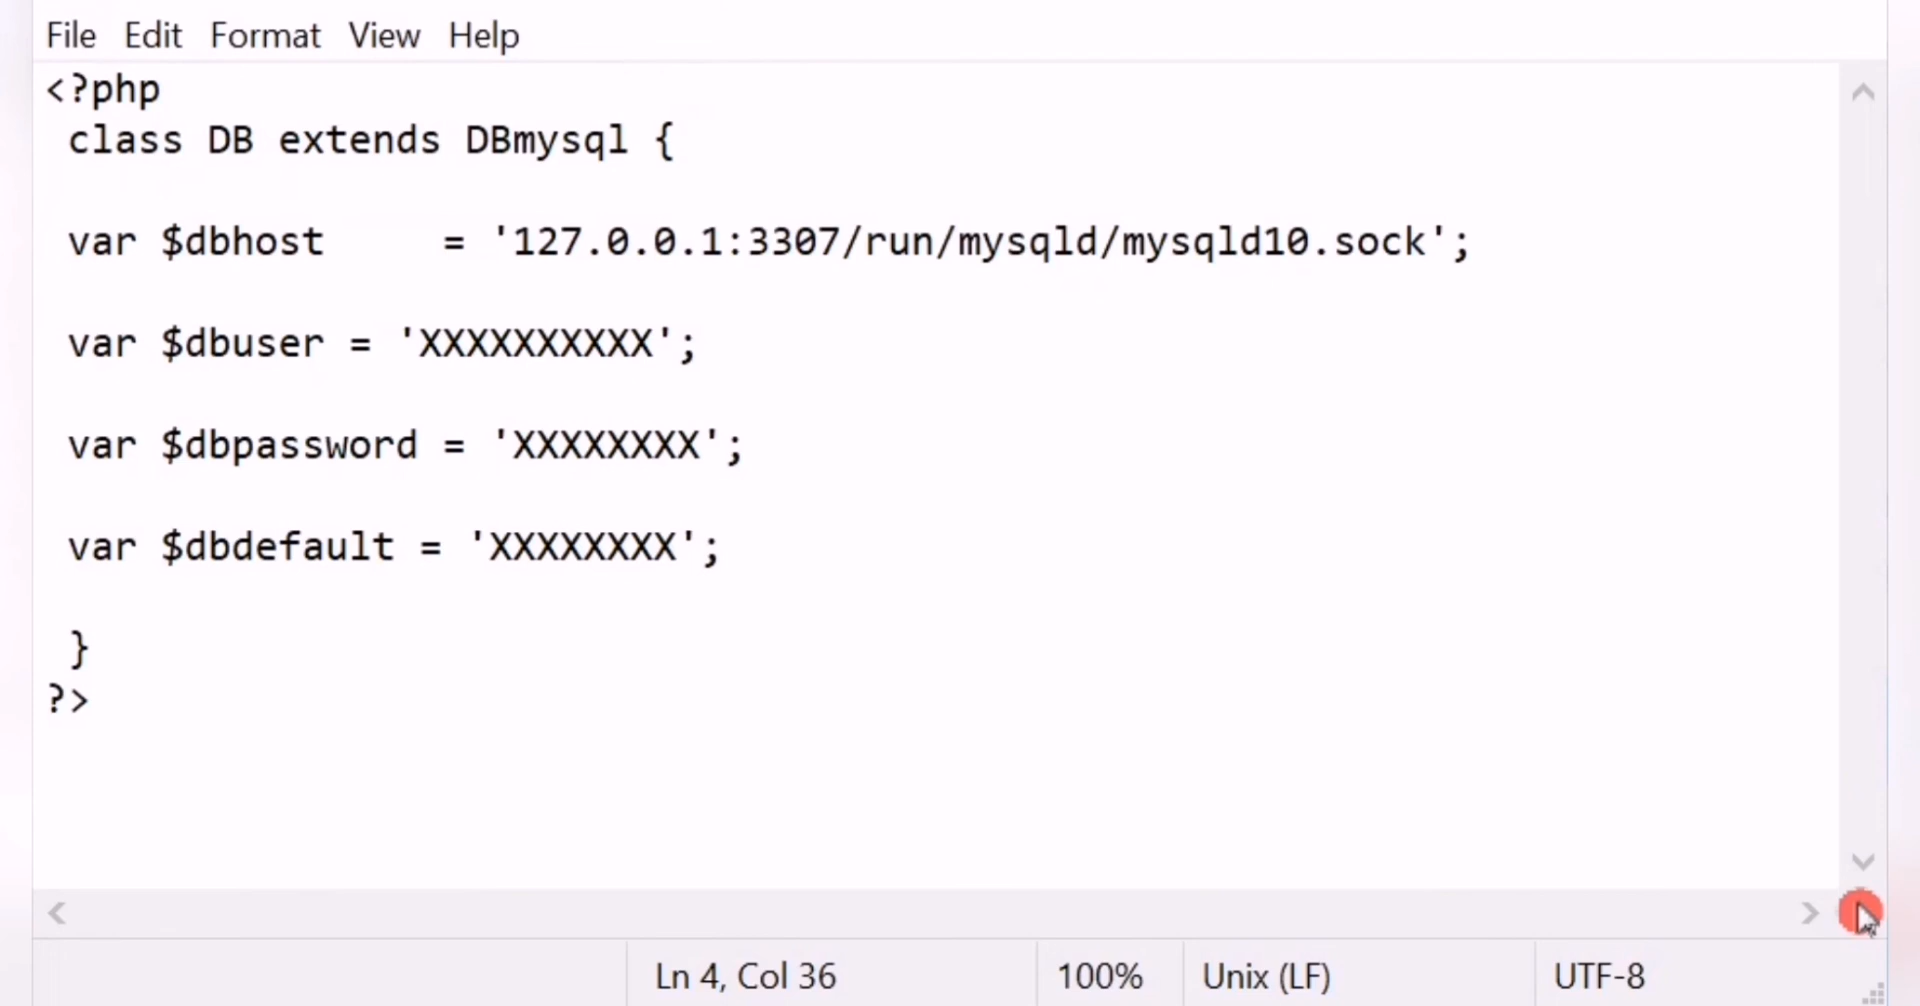 File Edit Format View Help
<?php
class DB extends DBmysql {
var $dbhost     = '127.0.0.1:3307/run/mysqld/mysqld10.sock';
var $dbuser = 'XXXXXXXXXX';
var $dbpassword = 'XXXXXXXX';
var $dbdefault = 'XXXXXXXX';
}
?>
Ln 4, Col 36 100% Unix (LF) UTF-8